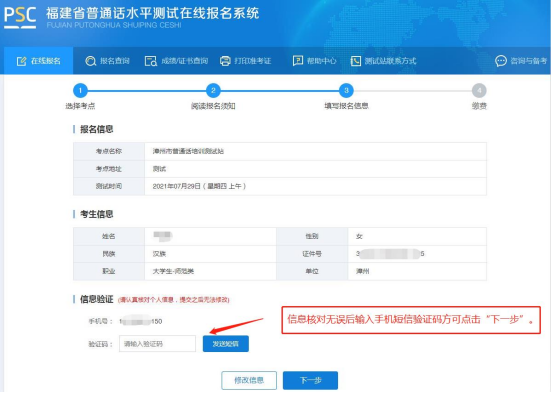 PSC 福建省普通话水平测试在线报名系统
FUJIAN PUTONGHUA SHUIPING CESHI
在线报名 报名查询 成绩/证书查询 打印准考证 帮助中心 测试站联系方式 咨询与备考
1 2 3 4
选择考点 阅读报名须知 填写报名信息 缴费
报名信息
考点名称 漳州市普通话培训测试站
考点地址 测试
测试时间 2021年07月29日（星期四 上午）
考生信息
姓名 性别 女
民族 汉族 证件号 3 5
职业 大学生-师范类 单位 漳州
信息验证 (请认真核对个人信息，提交之后无法修改)
手机号： 1 150
信息核对无误后输入手机短信验证码方可点击“下一步”。
验证码： 请输入验证码 发送短信
修改信息 下一步